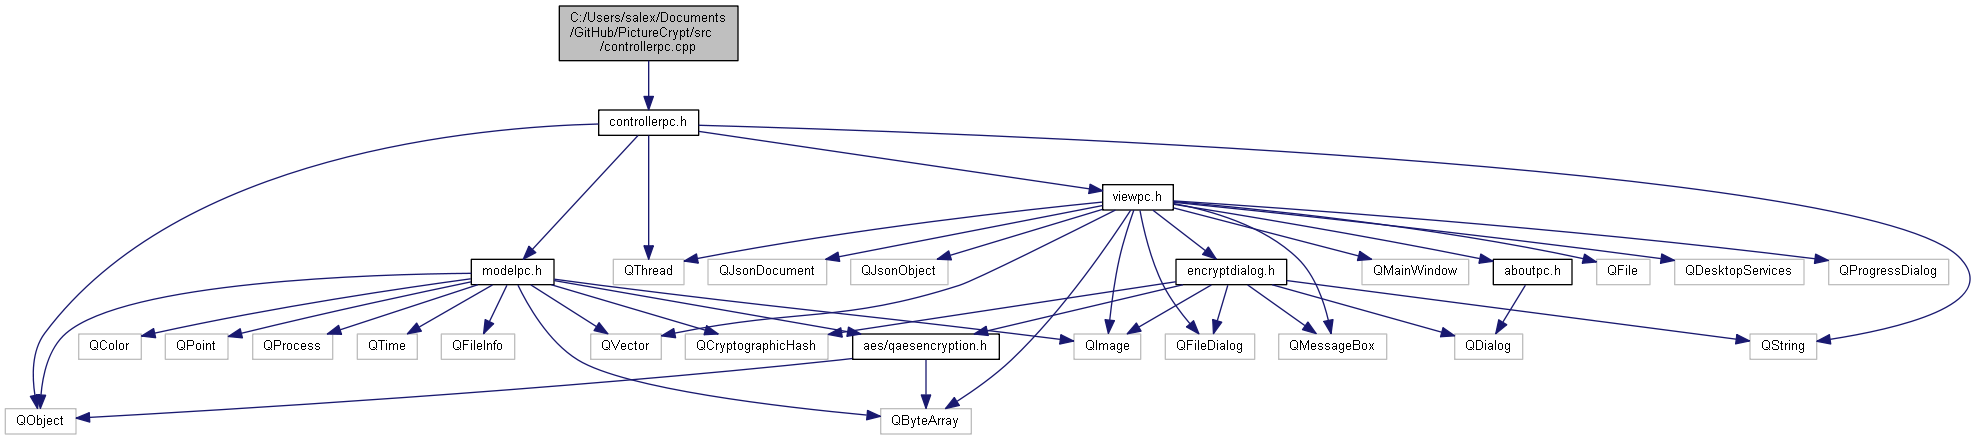 C:/Users/salex/Documents
/GitHub/PictureCrypt/src
/controllerpc.cpp
controllerpc.h
viewpc.h
modelpc.h
QThread
QJsonDocument
QJsonObject
encryptdialog.h
QMainWindow
aboutpc.h
QFile
QDesktopServices
QProgressDialog
QColor
QPoint
QProcess
QTime
QFileInfo
QVector
QCryptographicHash
aes/qaesencryption.h
QImage
QFileDialog
QMessageBox
QDialog
QString
QObject
QByteArray